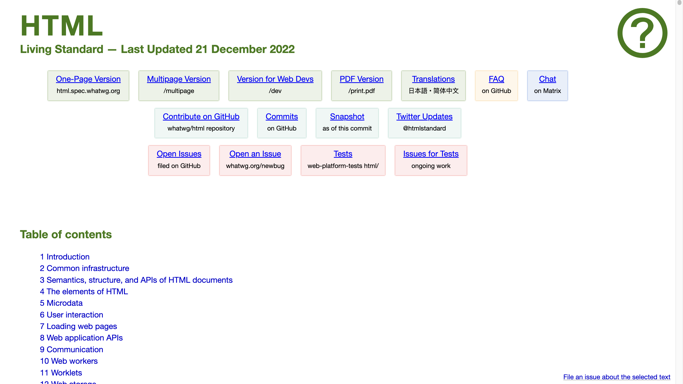 HTML
Living Standard — Last Updated 21 December 2022
?
One-Page Version
html.spec.whatwg.org
Multipage Version
/multipage
Version for Web Devs
/dev
PDF Version
/print.pdf
Translations
日本語 • 简体中文
FAQ
on GitHub
Chat
on Matrix
Contribute on GitHub
whatwg/html repository
Commits
on GitHub
Snapshot
as of this commit
Twitter Updates
@htmlstandard
Open Issues
filed on GitHub
Open an Issue
whatwg.org/newbug
Tests
web-platform-tests html/
Issues for Tests
ongoing work
Table of contents
1 Introduction
2 Common infrastructure
3 Semantics, structure, and APIs of HTML documents
4 The elements of HTML
5 Microdata
6 User interaction
7 Loading web pages
8 Web application APIs
9 Communication
10 Web workers
11 Worklets
12 Web storage
File an issue about the selected text